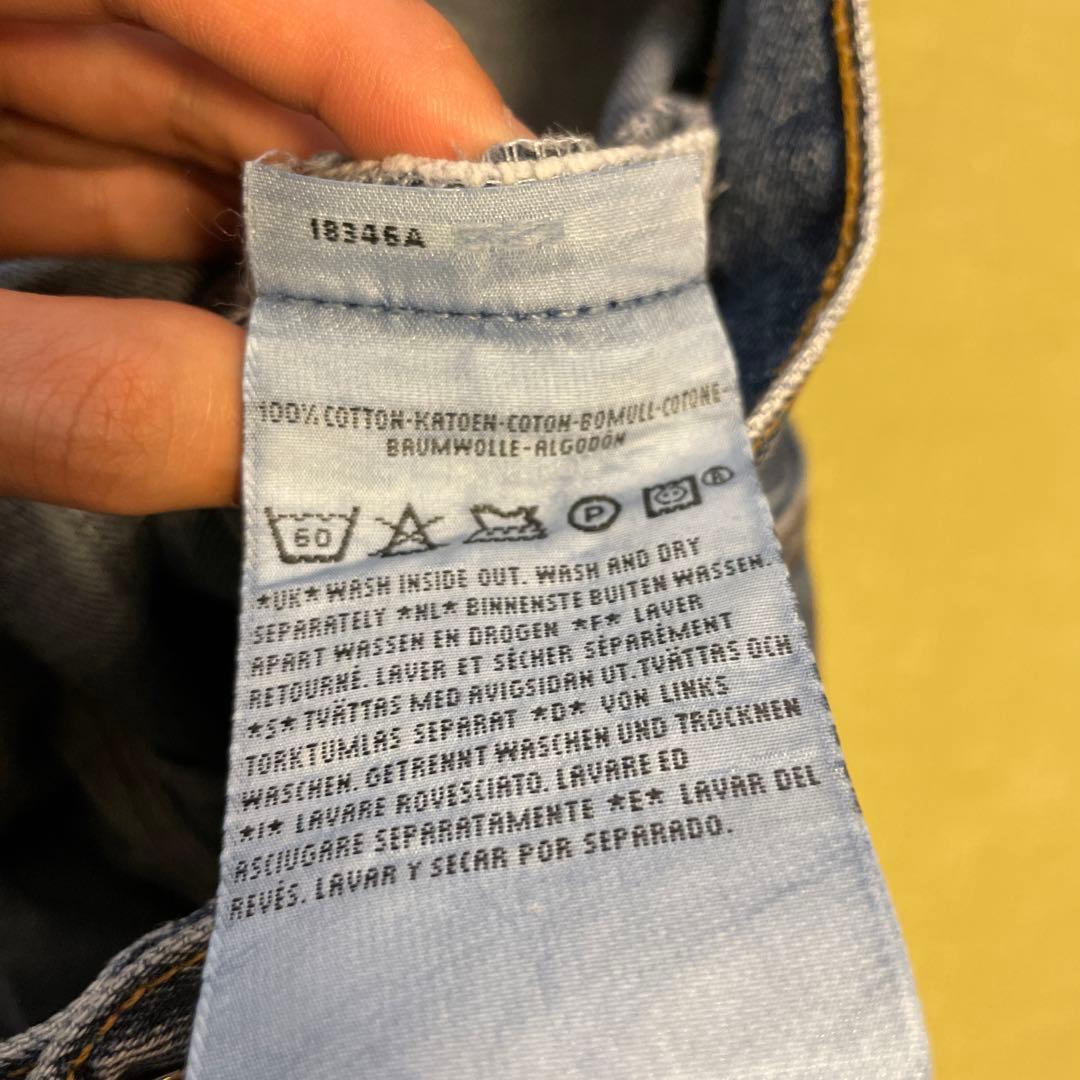 18346A
100% COTTON-KATOEN-COTON-BOMULL-COTONE-
BAUMWOLLE-ALGODÓN
60 P ®
*UK* WASH INSIDE OUT. WASH AND DRY
SEPARATELY *NL* BINNENSTE BUITEN WASSEN.
APART WASSEN EN DROGEN *F* LAVER
RETOURNÉ. LAVER ET SÉCHER SÉPARÉMENT
*S* TVÄTTAS MED AVIGSIDAN UT. TVÄTTAS OCH
TORKTUMLAS SEPARAT *D* VON LINKS
WASCHEN. GETRENNT WASCHEN UND TROCKNEN
*I* LAVARE ROVESCIATO. LAVARE ED
ASCIUGARE SEPARATAMENTE *E* LAVAR DEL
REVÉS. LAVAR Y SECAR POR SEPARADO.